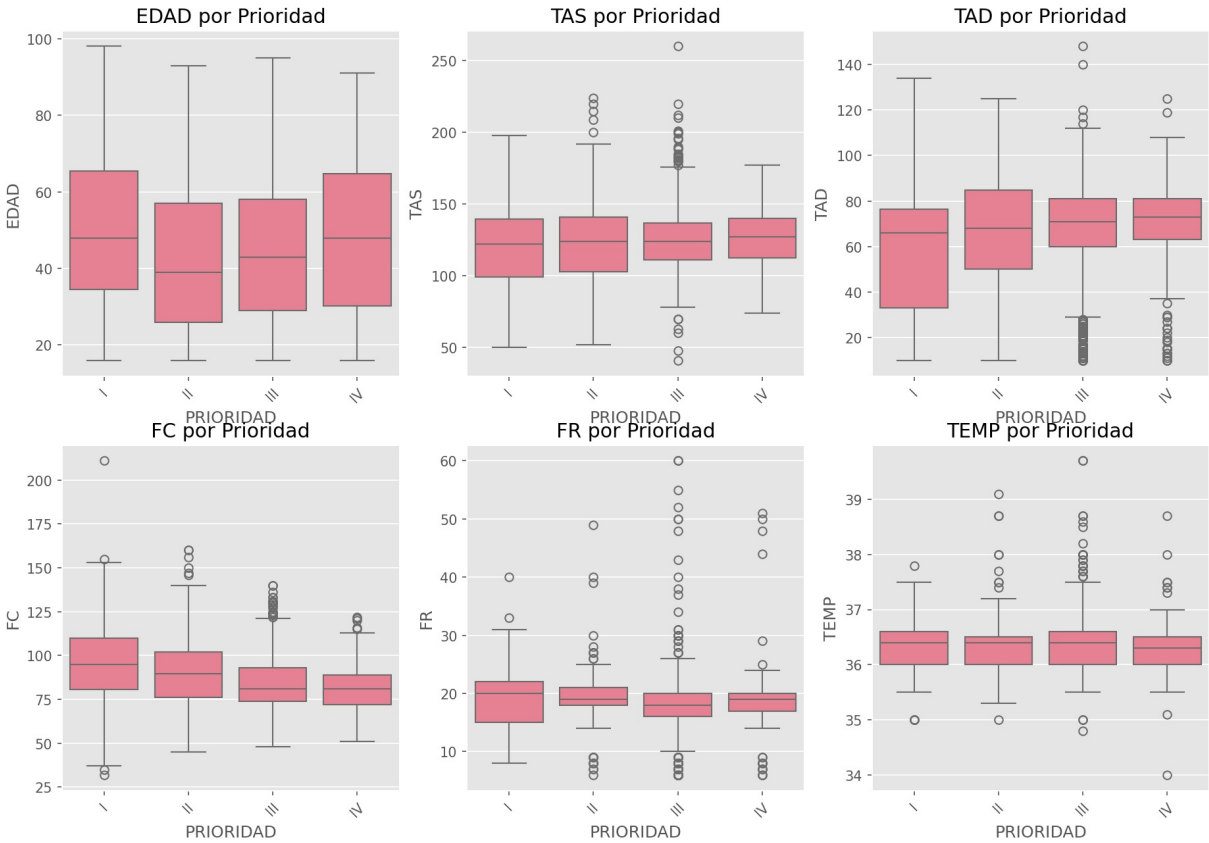 EDAD por Prioridad
100
80
60
40
20
EDAD
I
II
III
IV
PRIORIDAD
TAS por Prioridad
250
200
150
100
50
TAS
I
II
III
IV
PRIORIDAD
TAD por Prioridad
140
120
100
80
60
40
20
TAD
I
II
III
IV
PRIORIDAD
FC por Prioridad
200
175
150
125
100
75
50
25
FC
I
II
III
IV
PRIORIDAD
FR por Prioridad
60
50
40
30
20
10
FR
I
II
III
IV
PRIORIDAD
TEMP por Prioridad
39
38
37
36
35
34
TEMP
I
II
III
IV
PRIORIDAD